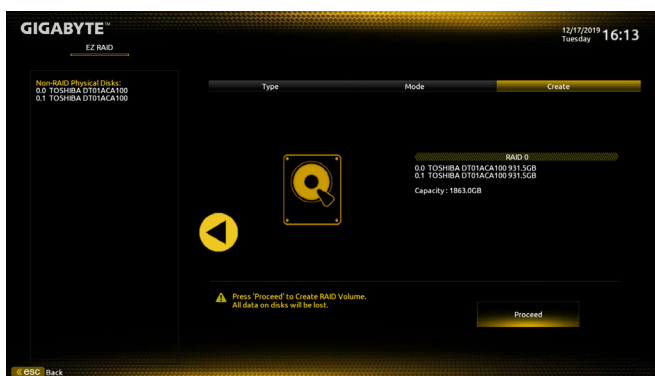 GIGABYTE™
12/17/2019
Tuesday 16:13
EZ RAID
Non-RAID Physical Disks:
0.0 TOSHIBA DT01ACA100
0.1 TOSHIBA DT01ACA100
Type Mode Create
RAID 0
0.0 TOSHIBA DT01ACA100 931.5GB
0.1 TOSHIBA DT01ACA100 931.5GB
Capacity : 1863.0GB
Press 'Proceed' to Create RAID Volume.
All data on disks will be lost.
Proceed
esc Back